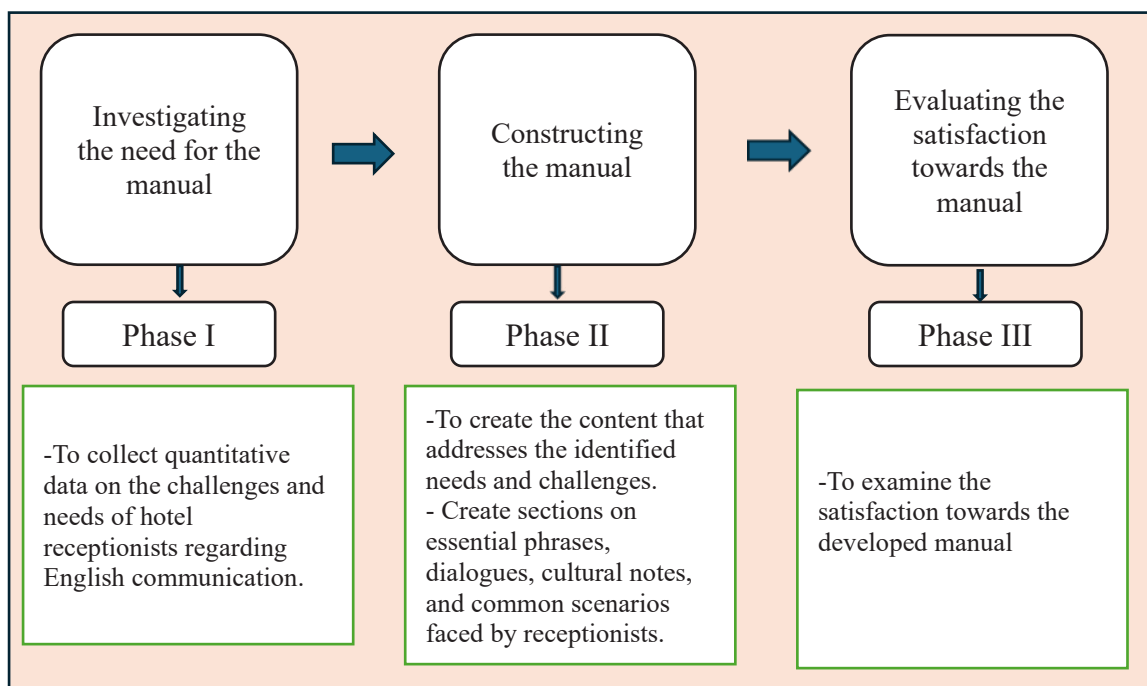 Investigating
the need for the
manual
Constructing
the manual
Evaluating the
satisfaction
towards the
manual
Phase I
Phase II
Phase III
-To collect quantitative
data on the challenges and
needs of hotel
receptionists regarding
English communication.
-To create the content that
addresses the identified
needs and challenges.
- Create sections on
essential phrases,
dialogues, cultural notes,
and common scenarios
faced by receptionists.
-To examine the
satisfaction towards the
developed manual